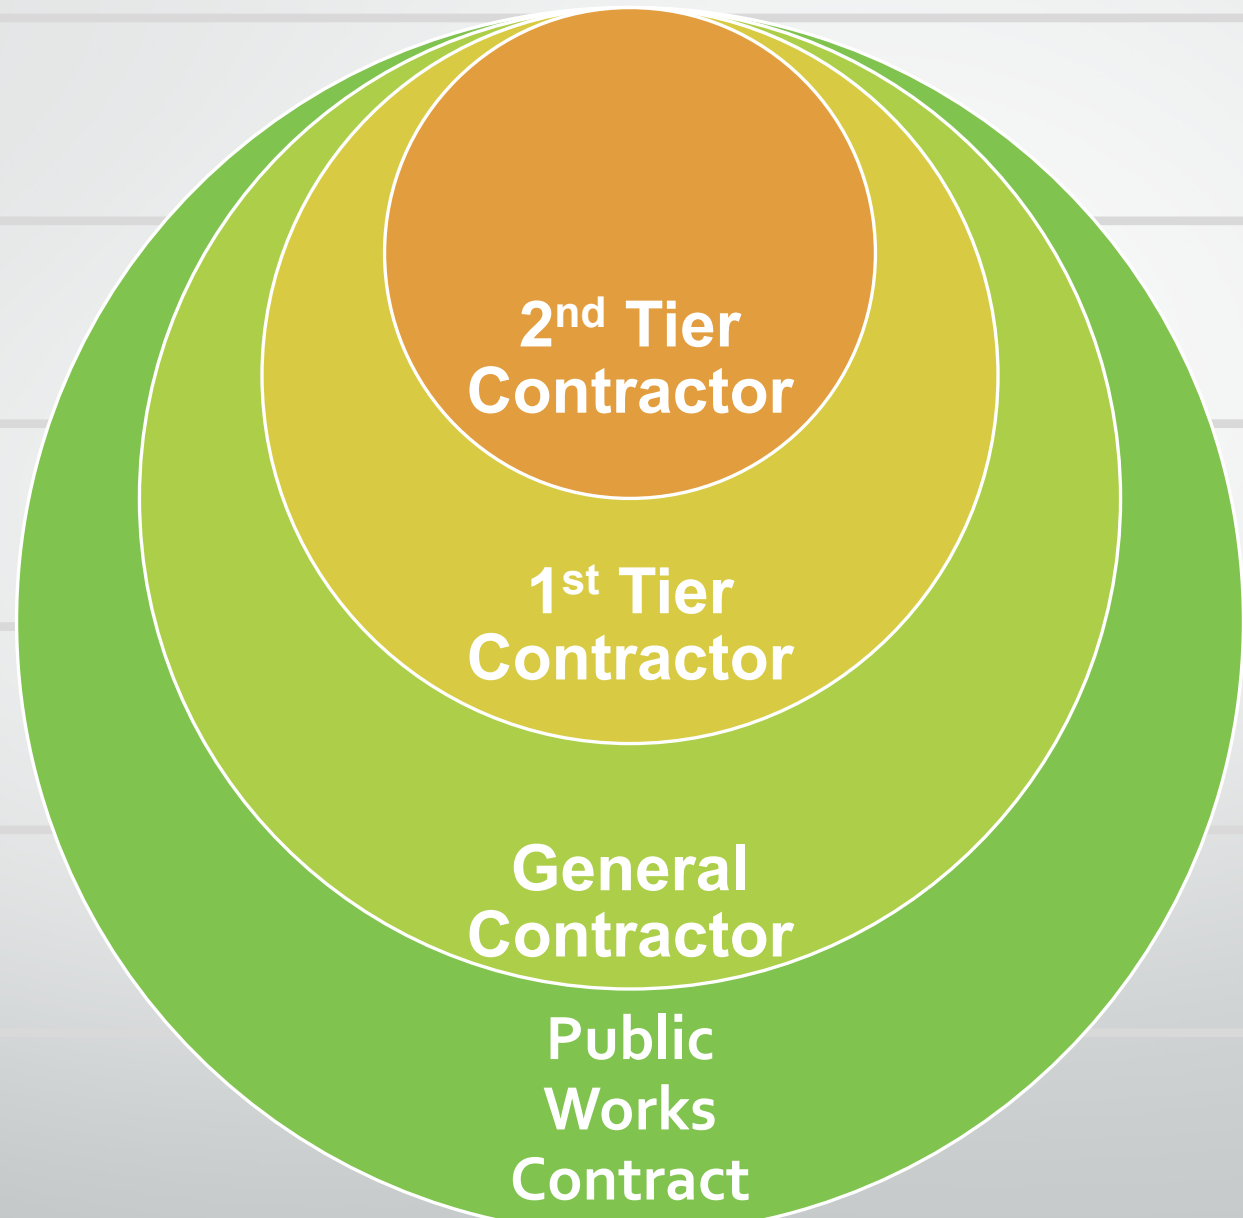 2nd Tier
Contractor
1st Tier
Contractor
General
Contractor
Public
Works
Contract